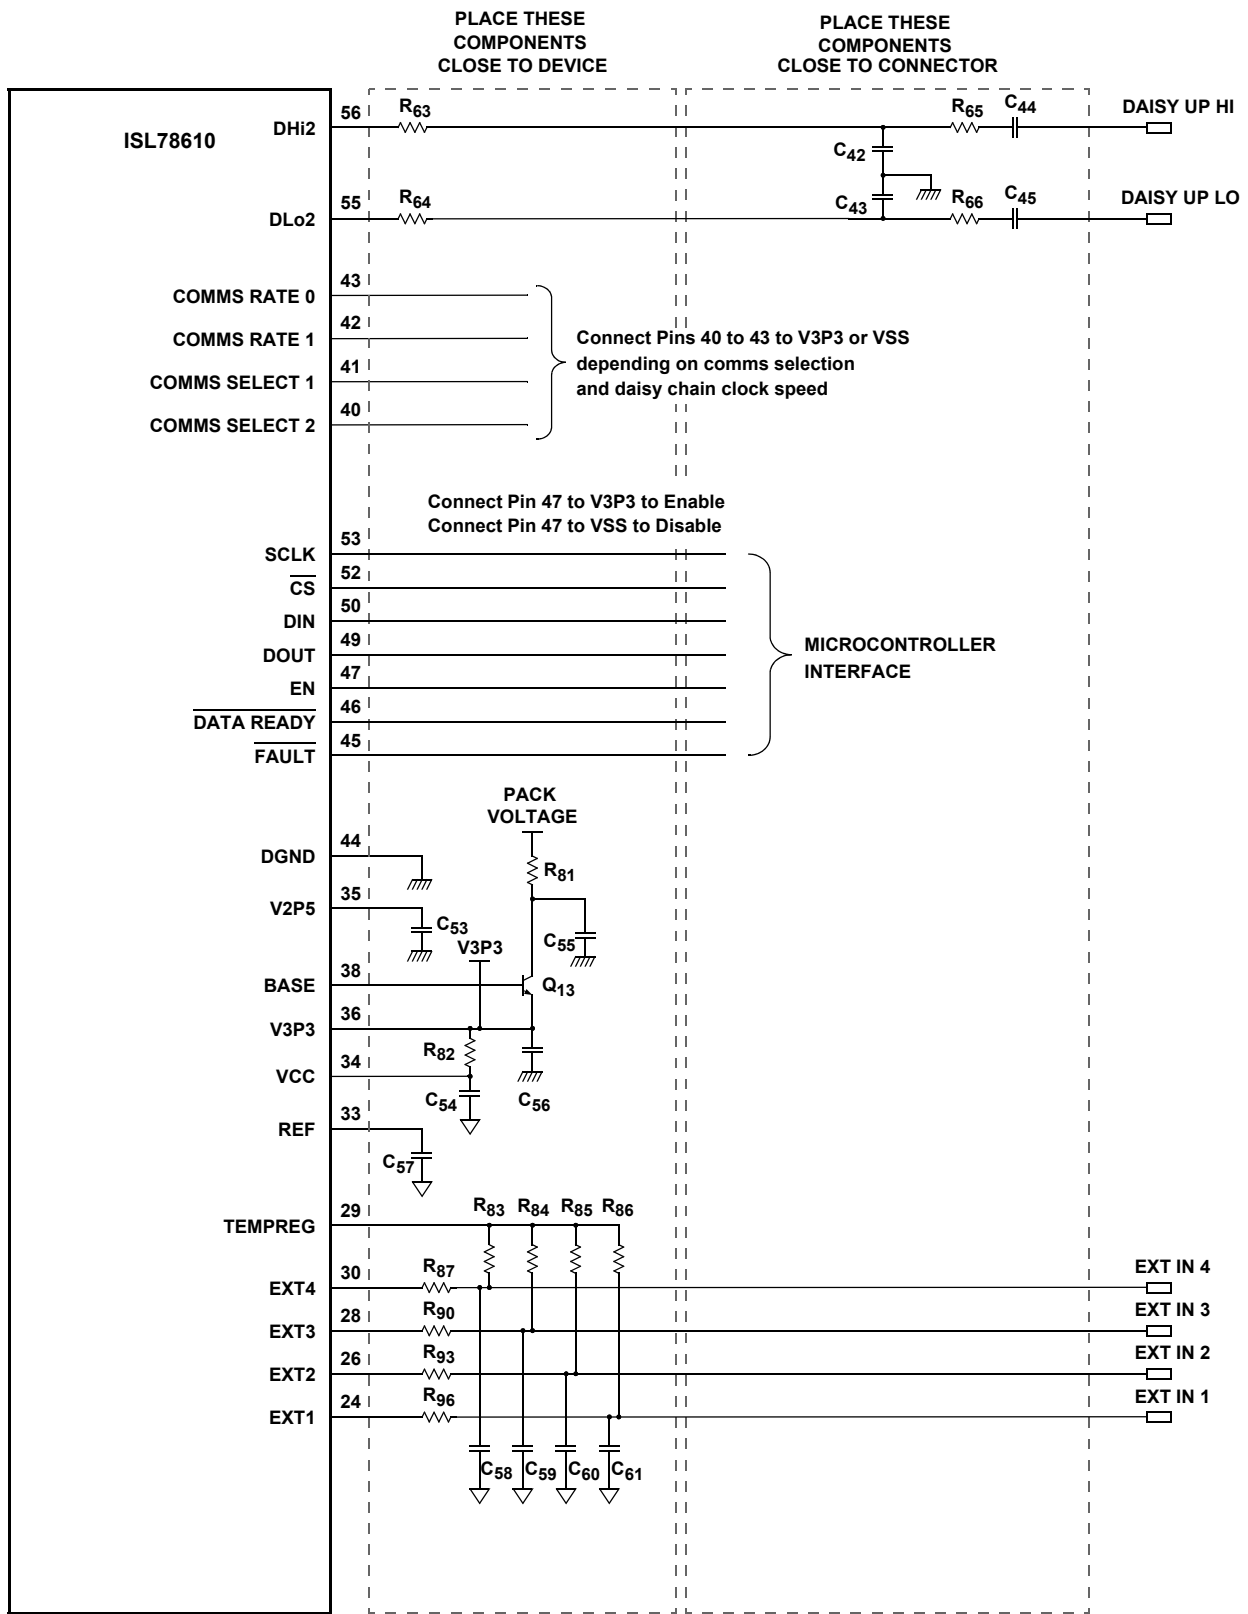 PLACE THESE
COMPONENTS
CLOSE TO DEVICE
PLACE THESE
COMPONENTS
CLOSE TO CONNECTOR
ISL78610
DHi2
56
R63
R65
C44
DAISY UP HI
C42
DLo2
55
R64
C43
R66
C45
DAISY UP LO
COMMS RATE 0
43
COMMS RATE 1
42
COMMS SELECT 1
41
COMMS SELECT 2
40
Connect Pins 40 to 43 to V3P3 or VSS
depending on comms selection
and daisy chain clock speed
Connect Pin 47 to V3P3 to Enable
Connect Pin 47 to VSS to Disable
SCLK
53
CS
52
DIN
50
DOUT
49
EN
47
DATA READY
46
FAULT
45
MICROCONTROLLER
INTERFACE
PACK
VOLTAGE
DGND
44
R81
V2P5
35
C53
C55
V3P3
BASE
38
Q13
V3P3
36
R82
VCC
34
C54
C56
REF
33
C57
TEMPREG
29
R83
R84
R85
R86
EXT4
30
R87
EXT IN 4
EXT3
28
R90
EXT IN 3
EXT2
26
R93
EXT IN 2
EXT1
24
R96
EXT IN 1
C58
C59
C60
C61